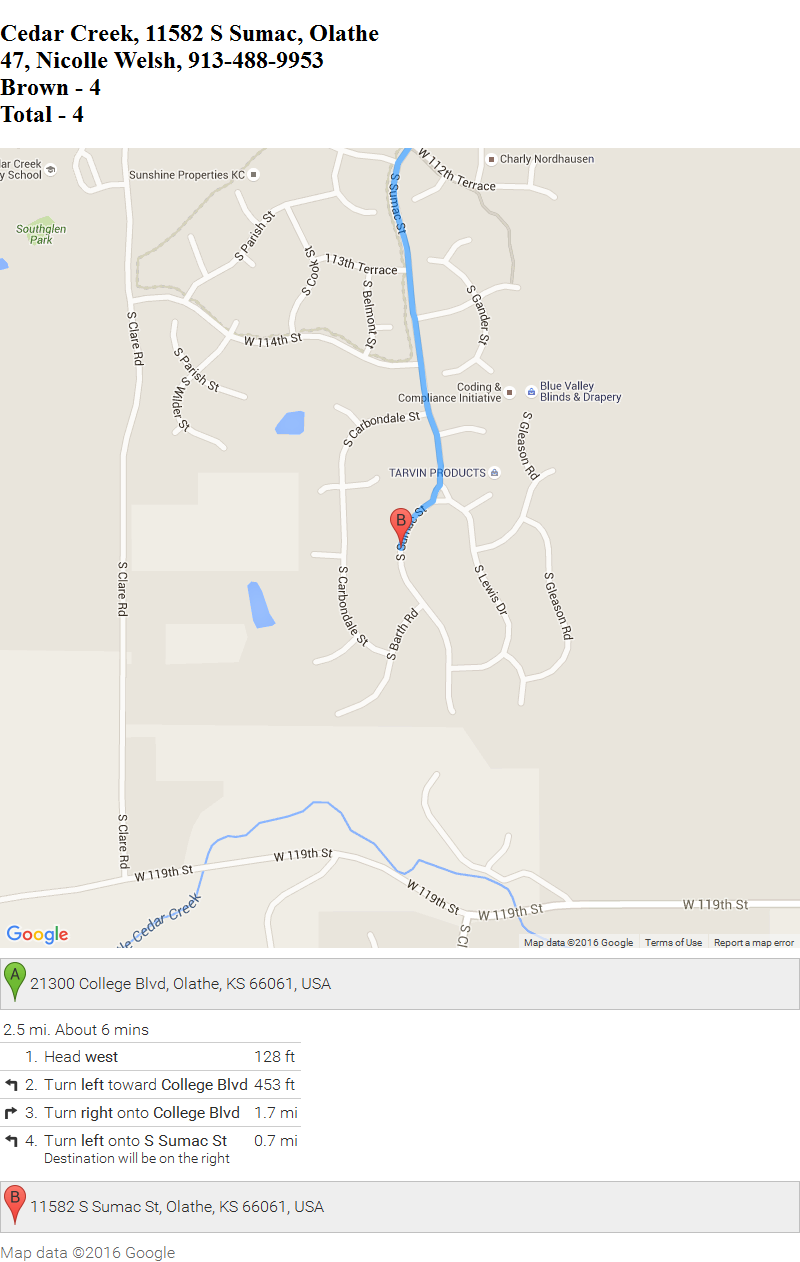 Cedar Creek, 11582 S Sumac, Olathe
47, Nicolle Welsh, 913-488-9953
Brown - 4
Total - 4
W 112th Terrace
Charly Nordhausen
ar Creek
y School
Sunshine Properties KC
S Sumac St
Southglen
Park
S Parish St
S Cook St
113th Terrace
S Belmont St
S Gander St
S Clare Rd
W 114th St
S Parish St
S Wilder St
Coding &
Compliance Initiative
Blue Valley
Blinds & Drapery
S Carbondale St
S Gleason Rd
TARVIN PRODUCTS
B
S Sumac St
S Clare Rd
S Carbondale St
S Lewis Dr
S Gleason Rd
S Barth Rd
S Clare Rd
W 119th St
W 119th St
W 119th St
W 119th St
W 119th St
le Cedar Creek
S Cl
Google
Map data ©2016 Google
Terms of Use
Report a map error
A
21300 College Blvd, Olathe, KS 66061, USA
2.5 mi. About 6 mins
1. Head west 128 ft
2. Turn left toward College Blvd 453 ft
3. Turn right onto College Blvd 1.7 mi
4. Turn left onto S Sumac St 0.7 mi
Destination will be on the right
B
11582 S Sumac St, Olathe, KS 66061, USA
Map data ©2016 Google